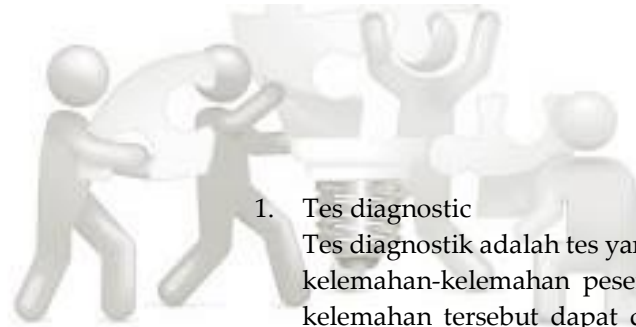 1. Tes diagnostic
Tes diagnostik adalah tes yan
kelemahan-kelemahan pese
kelemahan tersebut dapat d